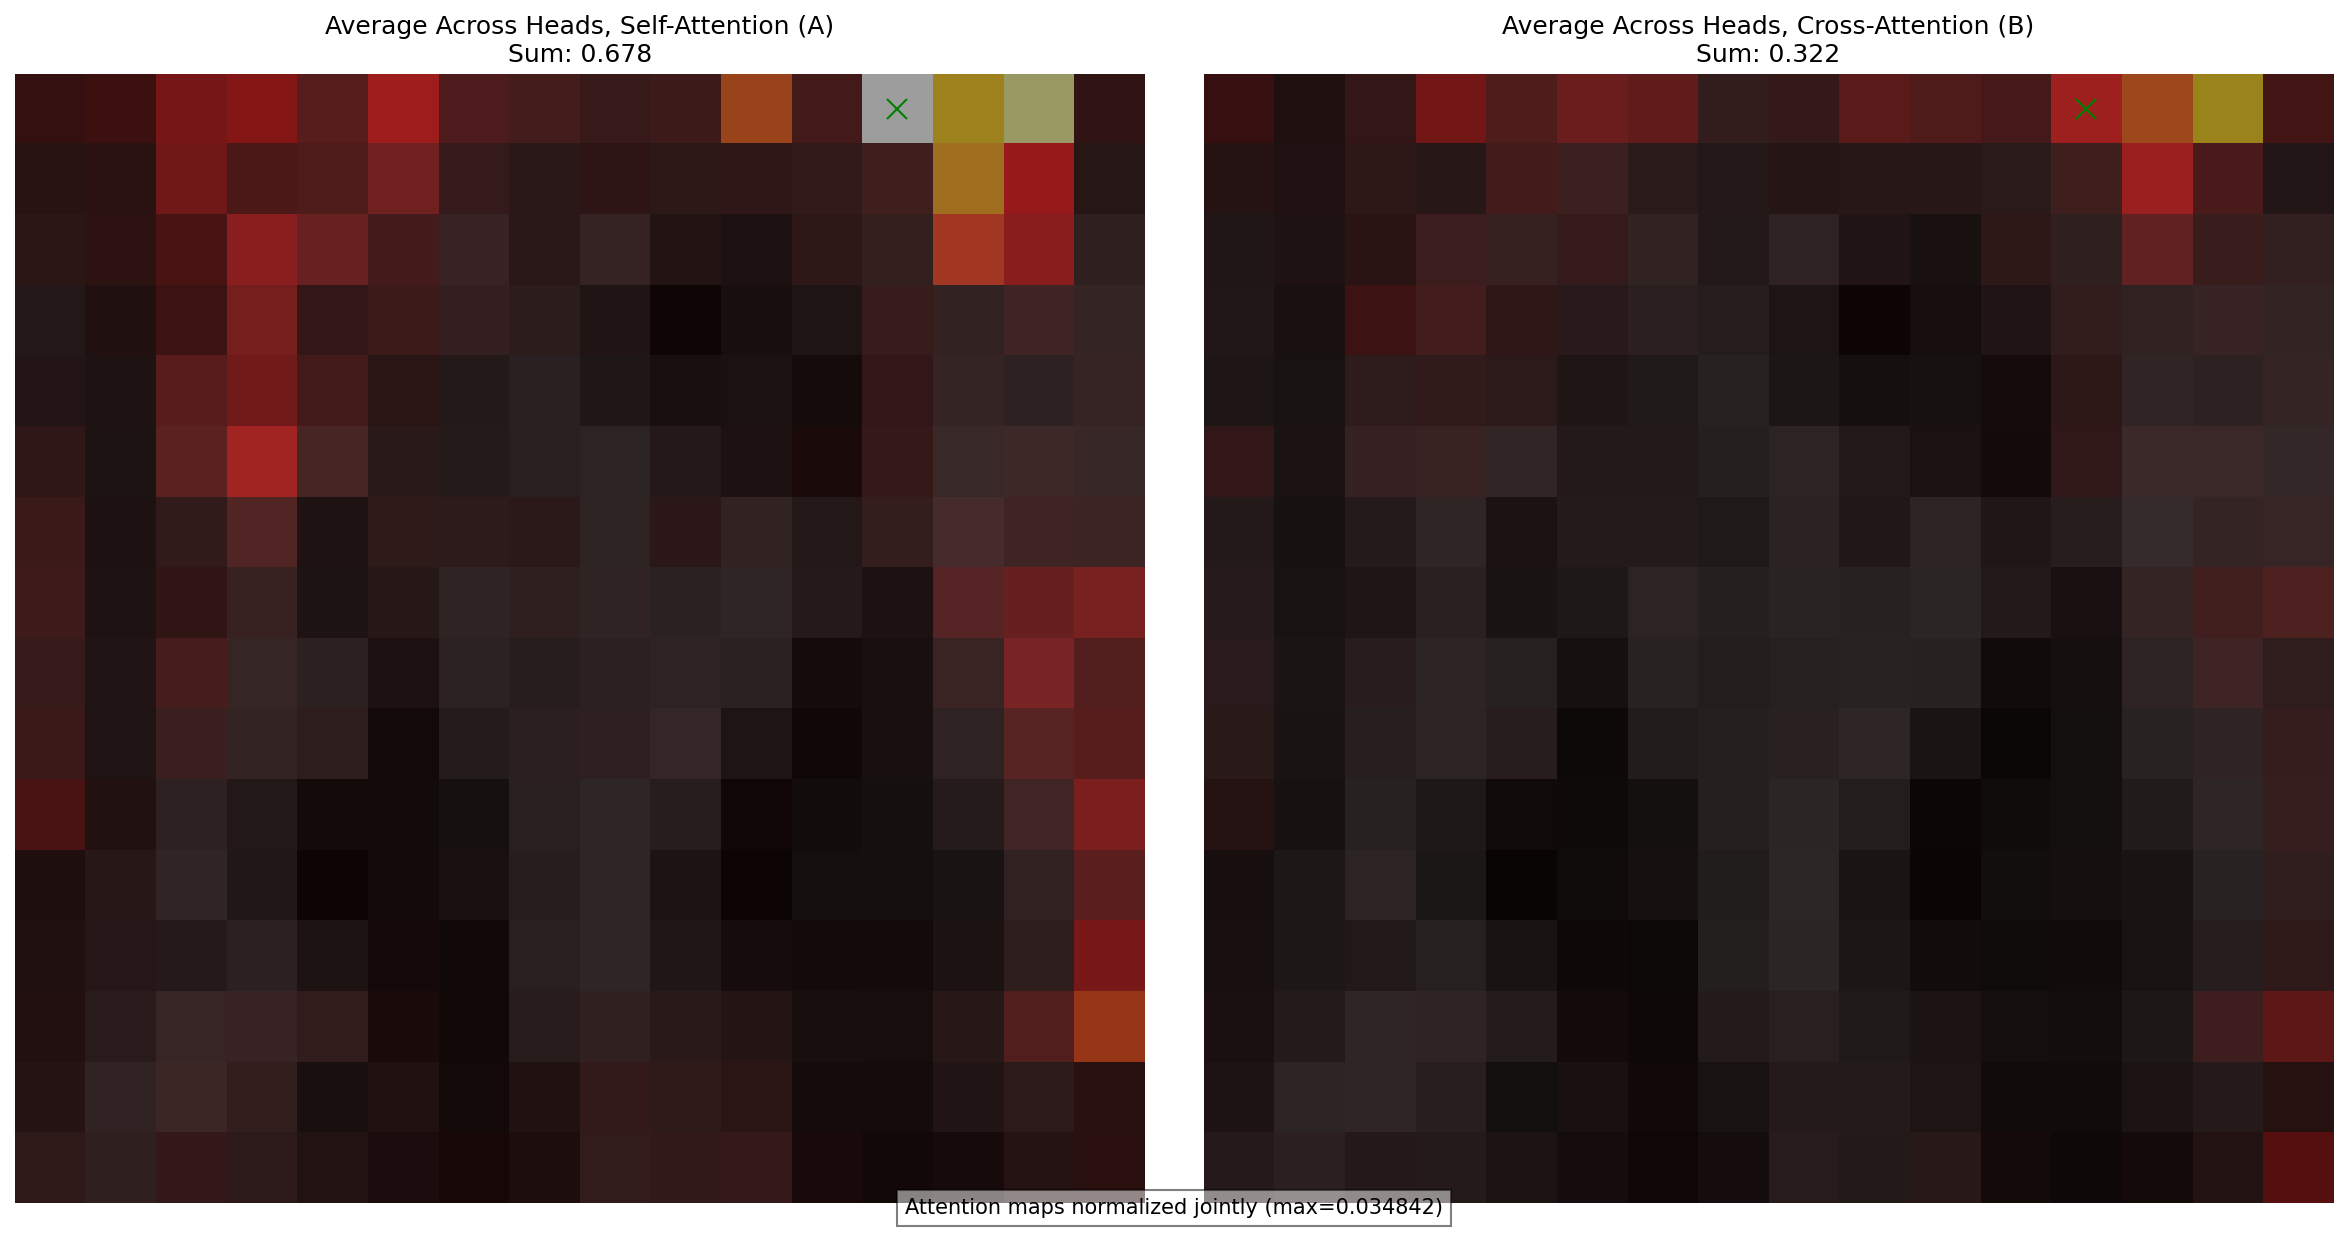 Average Across Heads, Self-Attention (A)
Sum: 0.678
Average Across Heads, Cross-Attention (B)
Sum: 0.322
Attention maps normalized jointly (max=0.034842)